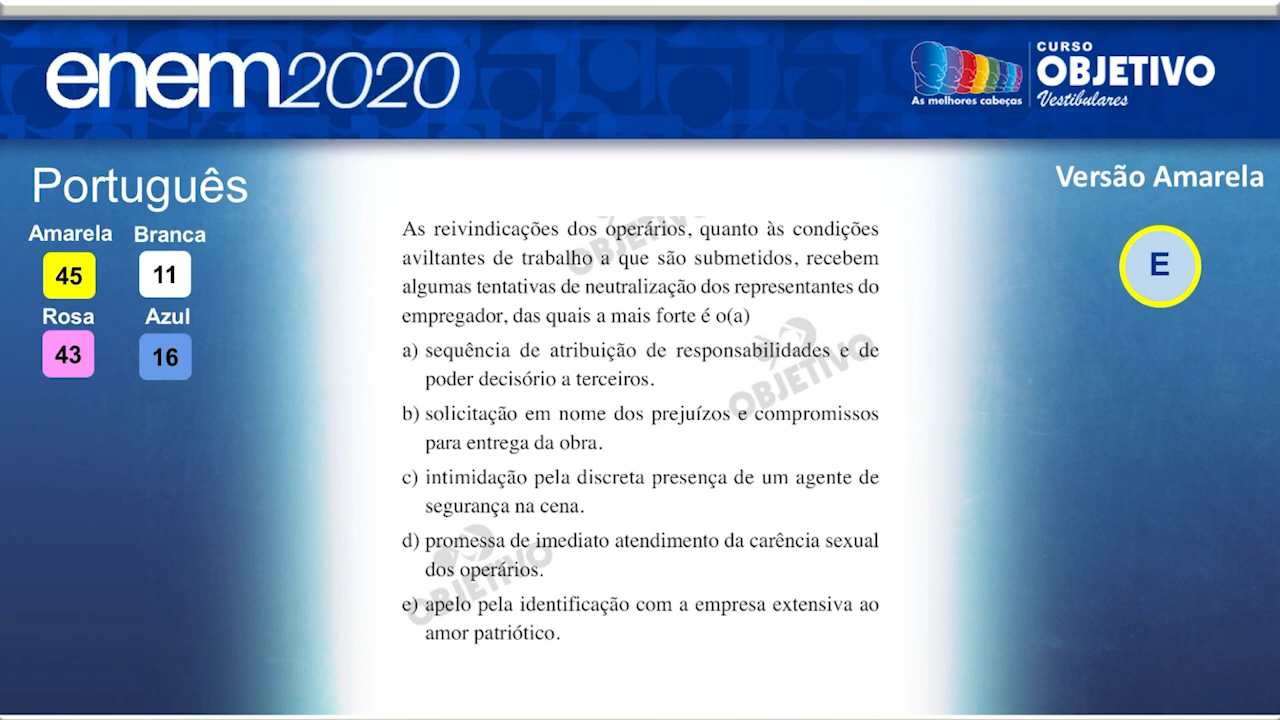 enem2020
CURSO
OBJETIVO
Vestibulares
As melhores cabeças
Português
Versão Amarela
Amarela Branca
45 11
Rosa Azul
43 16
E
As reivindicações dos operários, quanto às condições
aviltantes de trabalho a que são submetidos, recebem
algumas tentativas de neutralização dos representantes do
empregador, das quais a mais forte é o(a)
a) sequência de atribuição de responsabilidades e de
poder decisório a terceiros.
b) solicitação em nome dos prejuízos e compromissos
para entrega da obra.
c) intimidação pela discreta presença de um agente de
segurança na cena.
d) promessa de imediato atendimento da carência sexual
dos operários.
e) apelo pela identificação com a empresa extensiva ao
amor patriótico.
OBJETIVO
OBJETIVO
OBJETIVO